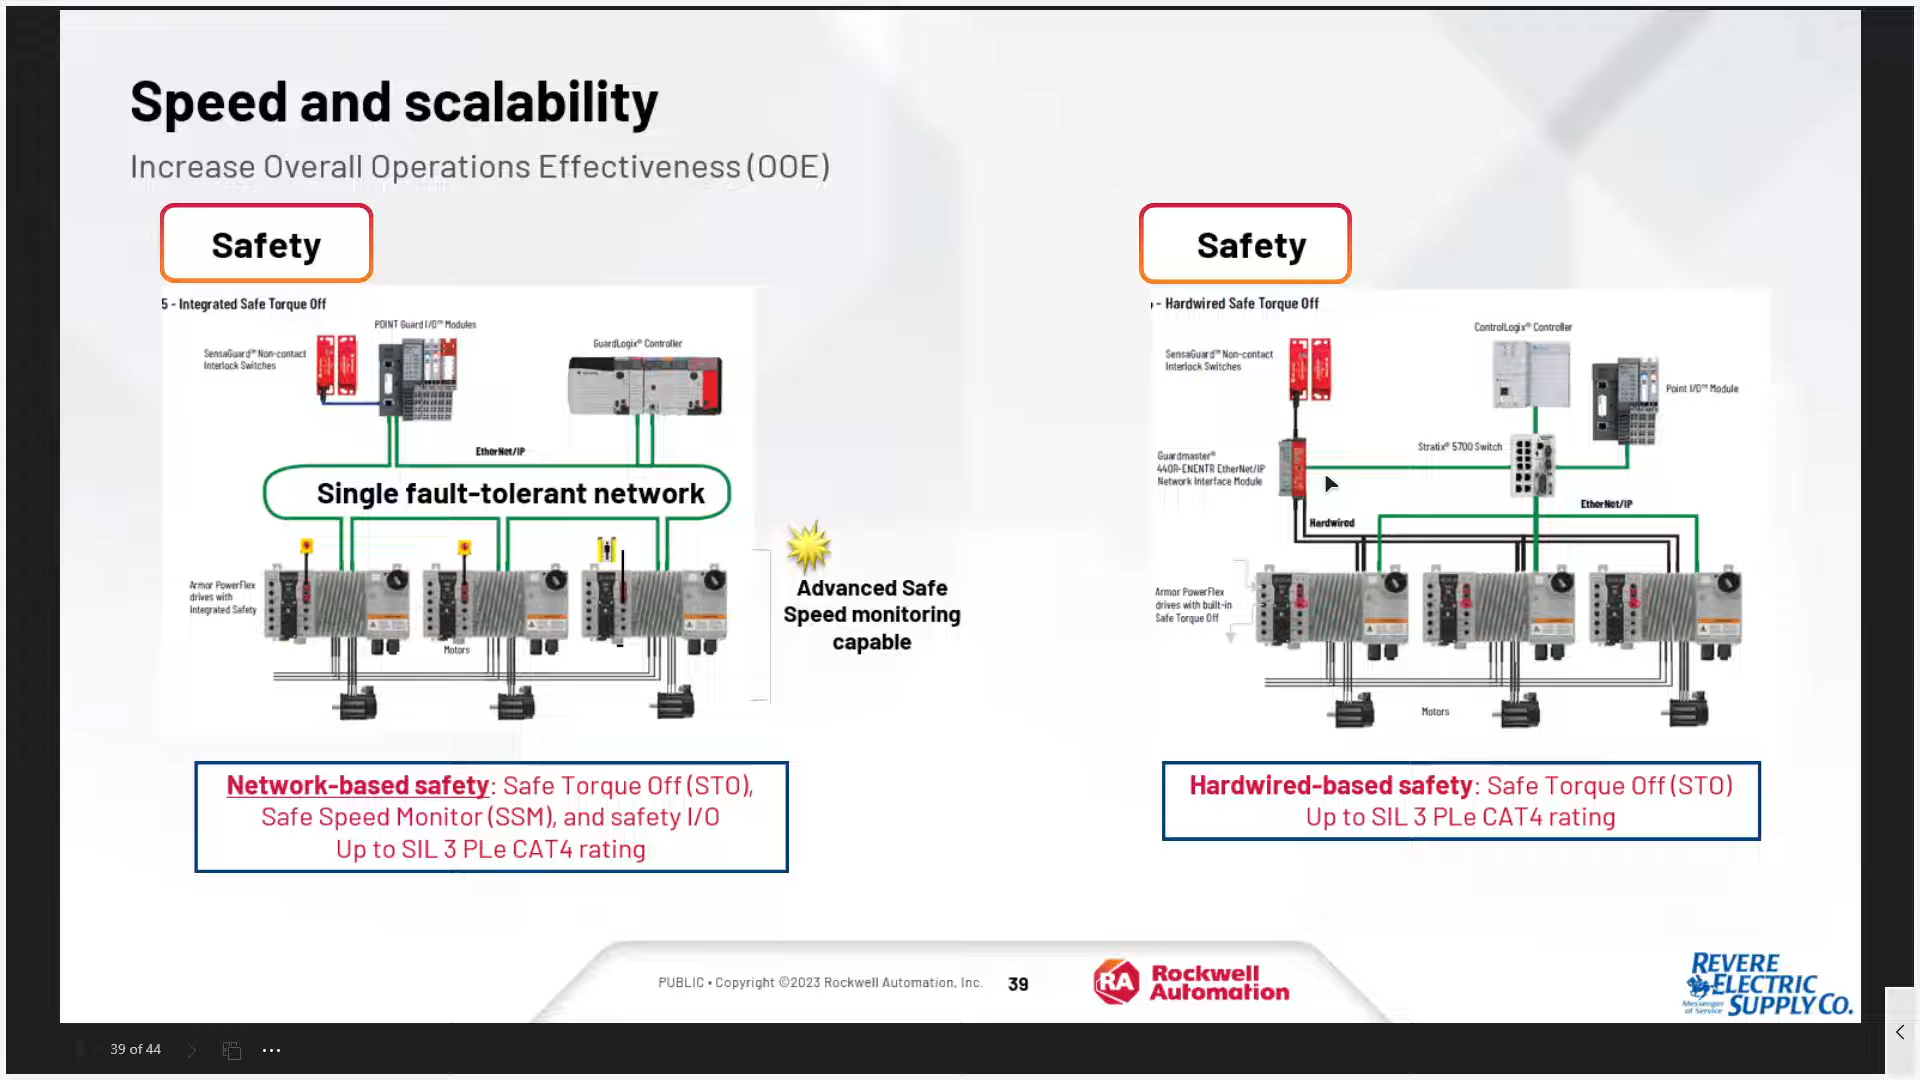 Speed and scalability
Increase Overall Operations Effectiveness (OOE)
Safety
5 - Integrated Safe Torque Off
POINT Guard I/O™ Modules
SensaGuard™ Non-contact
Interlock Switches
GuardLogix® Controller
EtherNet/IP
Single fault-tolerant network
Armor PowerFlex
drives with
Integrated Safety
Motors
Advanced Safe
Speed monitoring
capable
Network-based safety: Safe Torque Off (STO),
Safe Speed Monitor (SSM), and safety I/O
Up to SIL 3 PLe CAT4 rating
Safety
- Hardwired Safe Torque Off
ControlLogix® Controller
SensaGuard™ Non-contact
Interlock Switches
Point I/O™ Module
Stratix® 5700 Switch
Guardmaster®
440R-ENENTR EtherNet/IP
Network Interface Module
EtherNet/IP
Hardwired
Armor PowerFlex
drives with built-in
Safe Torque Off
Motors
Hardwired-based safety: Safe Torque Off (STO)
Up to SIL 3 PLe CAT4 rating
PUBLIC • Copyright ©2023 Rockwell Automation, Inc.
39
RA
Rockwell
Automation
REVERE
ELECTRIC
SUPPLY CO.
Messenger
of Service
39 of 44